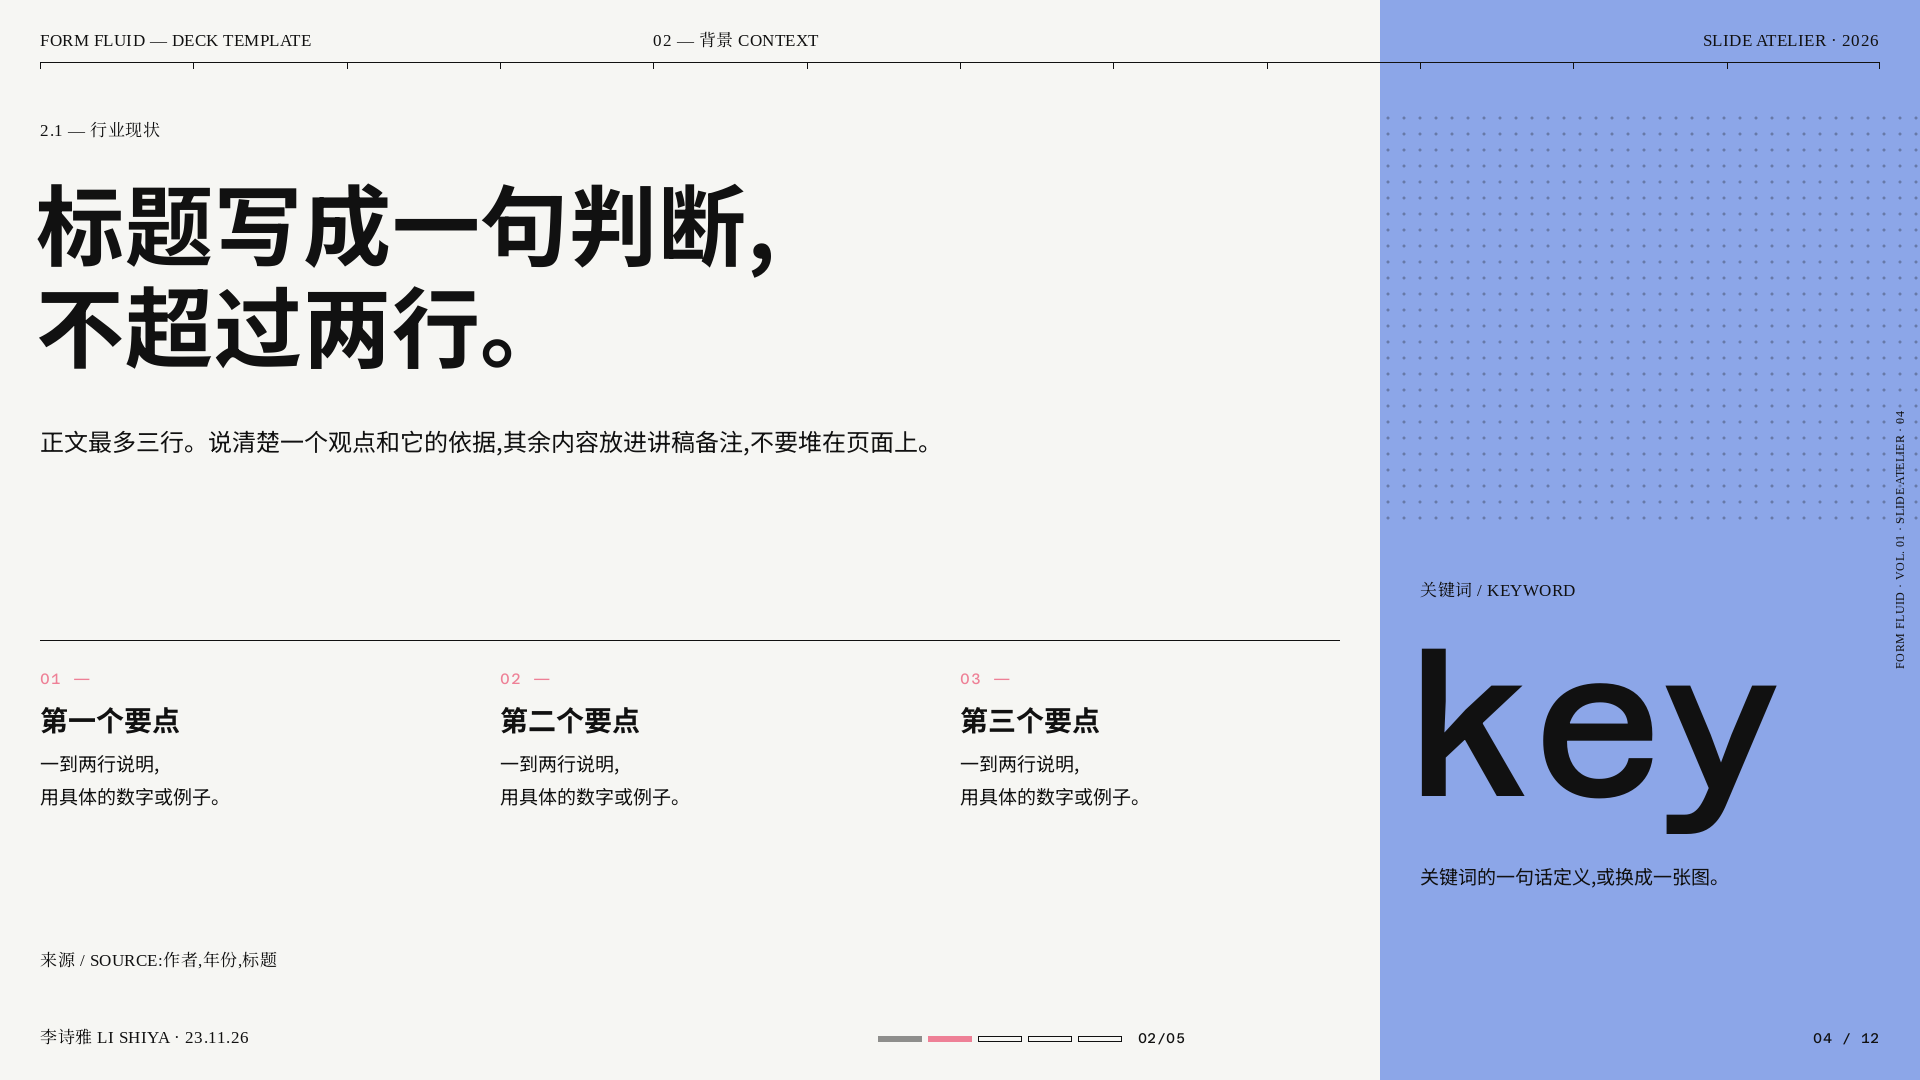 FORM FLUID — DECK TEMPLATE
02 — 背景 CONTEXT
SLIDE ATELIER · 2026
2.1 — 行业现状
标题写成一句判断,
不超过两行。
正文最多三行。说清楚一个观点和它的依据,其余内容放进讲稿备注,不要堆在页面上。
01 —
第一个要点
一到两行说明,
用具体的数字或例子。
02 —
第二个要点
一到两行说明,
用具体的数字或例子。
03 —
第三个要点
一到两行说明,
用具体的数字或例子。
来源 / SOURCE:作者,年份,标题
关键词 / KEYWORD
key
关键词的一句话定义,或换成一张图。
FORM FLUID · VOL. 01 · SLIDE ATELIER · 04
李诗雅 LI SHIYA · 23.11.26
02/05
04 / 12